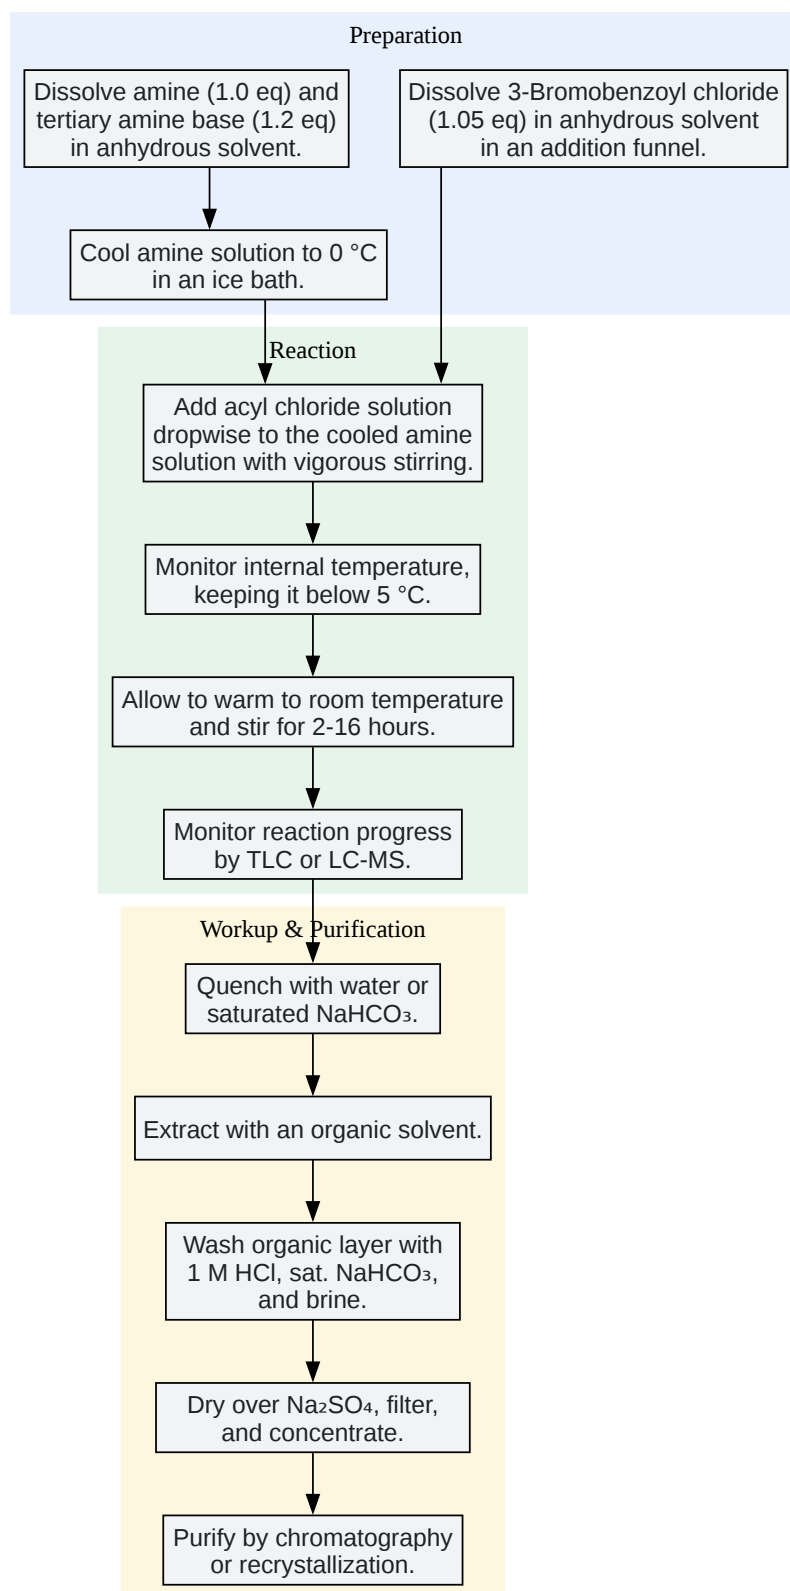 Preparation
Dissolve amine (1.0 eq) and
tertiary amine base (1.2 eq)
in anhydrous solvent.
Dissolve 3-Bromobenzoyl chloride
(1.05 eq) in anhydrous solvent
in an addition funnel.
Cool amine solution to 0 °C
in an ice bath.
Reaction
Add acyl chloride solution
dropwise to the cooled amine
solution with vigorous stirring.
Monitor internal temperature,
keeping it below 5 °C.
Allow to warm to room temperature
and stir for 2-16 hours.
Monitor reaction progress
by TLC or LC-MS.
Workup & Purification
Quench with water or
saturated NaHCO₃.
Extract with an organic solvent.
Wash organic layer with
1 M HCl, sat. NaHCO₃,
and brine.
Dry over Na₂SO₄, filter,
and concentrate.
Purify by chromatography
or recrystallization.